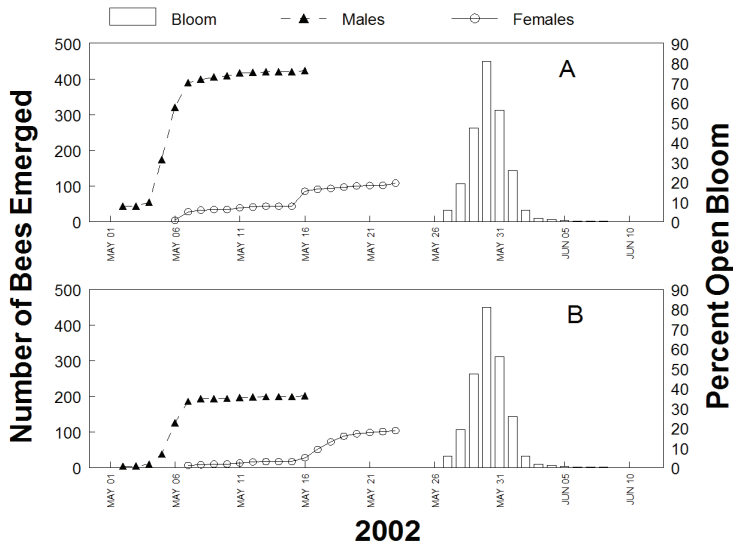 Bloom Males Females
Number of Bees Emerged
Percent Open Bloom
A
500
400
300
200
100
0
90
80
70
60
50
40
30
20
10
0
MAY 01
MAY 06
MAY 11
MAY 16
MAY 21
MAY 26
MAY 31
JUN 05
JUN 10
B
500
400
300
200
100
0
90
80
70
60
50
40
30
20
10
0
MAY 01
MAY 06
MAY 11
MAY 16
MAY 21
MAY 26
MAY 31
JUN 05
JUN 10
2002